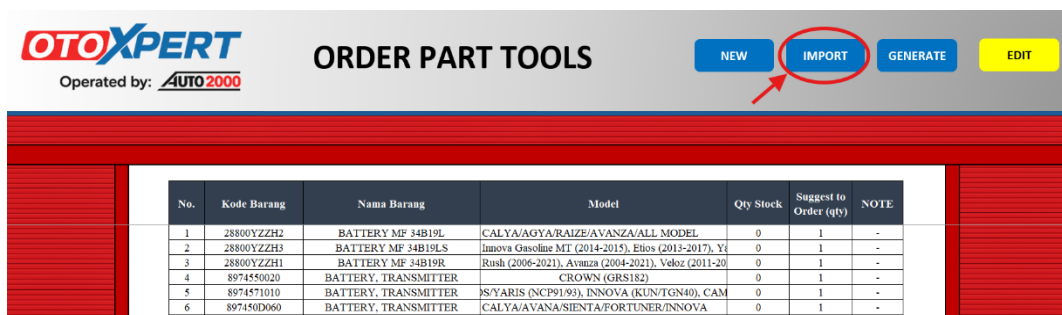 OTOXPERT
Operated by: AUTO2000
ORDER PART TOOLS
NEW
IMPORT
GENERATE
EDIT
No. Kode Barang Nama Barang Model Qty Stock Suggest to Order (qty) NOTE
1 28800YZZH2 BATTERY MF 34B19L CALYA/AGYA/RAIZE/AVANZA/ALL MODEL 0 1 -
2 28800YZZH3 BATTERY MF 34B19LS Innova Gasoline MT (2014-2015), Etios (2013-2017), Ya 0 1 -
3 28800YZZH1 BATTERY MF 34B19R Rush (2006-2021), Avanza (2004-2021), Veloz (2011-20 0 1 -
4 8974550020 BATTERY, TRANSMITTER CROWN (GRS182) 0 1 -
5 8974571010 BATTERY, TRANSMITTER OS/YARIS (NCP91/93), INNOVA (KUN/TGN40), CAM 0 1 -
6 897450D060 BATTERY, TRANSMITTER CALYA/AVANA/SIENTA/FORTUNER/INNOVA 0 1 -